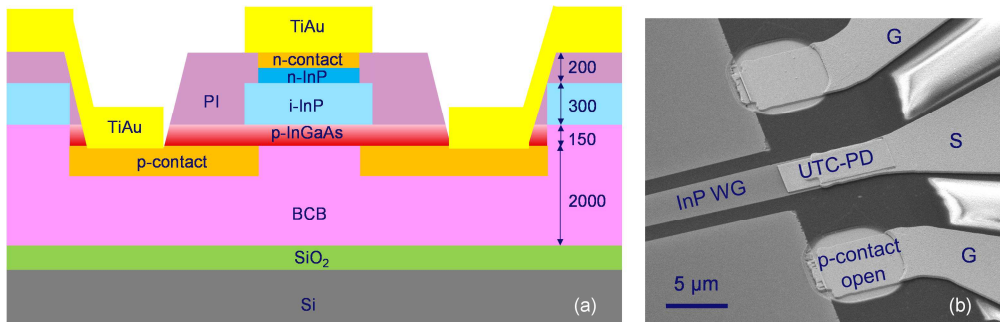 TiAu
n-contact
n-InP
200
PI
i-InP
300
TiAu
p-InGaAs
150
p-contact
2000
BCB
SiO2
Si
(a)
G
S
UTC-PD
InP WG
p-contact
open
G
5 µm
(b)